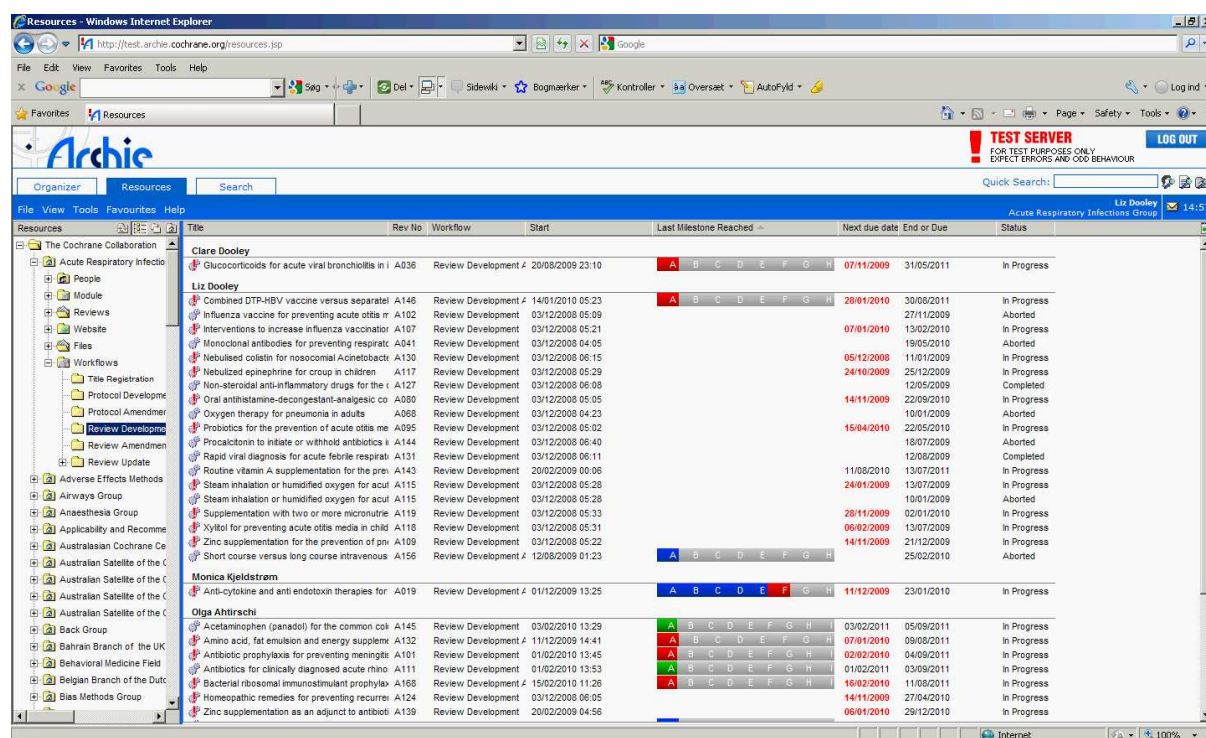 Resources - Windows Internet Explorer
http://test.archie.cochrane.org/resources.jsp
Google
File Edit View Favorites Tools Help
x Google Søg Del Sidewiki Bogmærker Kontroller Oversæt AutoFyld Log ind
Favorites Resources Page Safety Tools
Archie
TEST SERVER
FOR TEST PURPOSES ONLY
EXPECT ERRORS AND ODD BEHAVIOUR
LOG OUT
Organizer Resources Search Quick Search:
File View Tools Favourites Help
Liz Dooley
Acute Respiratory Infections Group
14:5
Resources
The Cochrane Collaboration
Acute Respiratory Infectio
People
Module
Reviews
Website
Files
Workflows
Title Registration
Protocol Developme
Protocol Amendmer
Review Developme
Review Amendmen
Review Update
Adverse Effects Methods
Airways Group
Anaesthesia Group
Applicability and Recomme
Australasian Cochrane Ce
Australian Satellite of the C
Australian Satellite of the C
Australian Satellite of the C
Australian Satellite of the C
Back Group
Bahrain Branch of the UK
Behavioral Medicine Field
Belgian Branch of the Dutc
Bias Methods Group
Title Rev No Workflow Start Last Milestone Reached Next due date End or Due Status
Clare Dooley
Glucocorticoids for acute viral bronchiolitis in i A036 Review Development A 20/08/2009 23:10 A B C D E F G H 07/11/2009 31/05/2011 In Progress
Liz Dooley
Combined DTP-HBV vaccine versus separatel A146 Review Development A 14/01/2010 05:23 A B C D E F G H 28/01/2010 30/08/2011 In Progress
Influenza vaccine for preventing acute otitis m A102 Review Development 03/12/2008 05:09 27/11/2009 Aborted
Interventions to increase influenza vaccination A107 Review Development 03/12/2008 05:21 07/01/2010 13/02/2010 In Progress
Monoclonal antibodies for preventing respiratc A041 Review Development 03/12/2008 04:05 19/05/2010 Aborted
Nebulised colistin for nosocomial Acinetobacte A130 Review Development 03/12/2008 06:15 05/12/2008 11/01/2009 In Progress
Nebulized epinephrine for croup in children A117 Review Development 03/12/2008 05:29 24/10/2009 25/12/2009 In Progress
Non-steroidal anti-inflammatory drugs for the c A127 Review Development 03/12/2008 06:08 12/05/2009 Completed
Oral antihistamine-decongestant-analgesic co A080 Review Development 03/12/2008 05:05 14/11/2009 22/09/2010 In Progress
Oxygen therapy for pneumonia in adults A068 Review Development 03/12/2008 04:23 10/01/2009 Aborted
Probiotics for the prevention of acute otitis me A095 Review Development 03/12/2008 05:02 15/04/2010 22/05/2010 In Progress
Procalcitonin to initiate or withhold antibiotics i A144 Review Development 03/12/2008 06:40 18/07/2009 Aborted
Rapid viral diagnosis for acute febrile respirati A131 Review Development 03/12/2008 06:11 12/08/2009 Completed
Routine vitamin A supplementation for the prev A143 Review Development 20/02/2009 00:06 11/08/2010 13/07/2011 In Progress
Steam inhalation or humidified oxygen for acut A115 Review Development 03/12/2008 05:28 24/01/2009 13/07/2009 In Progress
Steam inhalation or humidified oxygen for acut A115 Review Development 03/12/2008 05:28 10/01/2009 Aborted
Supplementation with two or more micronutrie A119 Review Development 03/12/2008 05:33 28/11/2009 02/01/2010 In Progress
Xylitol for preventing acute otitis media in child A118 Review Development 03/12/2008 05:31 06/02/2009 13/07/2009 In Progress
Zinc supplementation for the prevention of pne A109 Review Development 03/12/2008 05:22 14/11/2009 21/12/2009 In Progress
Short course versus long course intravenous A156 Review Development A 12/08/2009 01:23 A B C D E F G H 25/02/2010 Aborted
Monica Kjeldstrøm
Anti-cytokine and anti endotoxin therapies for A019 Review Development A 01/12/2009 13:25 A B C D E F G H 11/12/2009 23/01/2010 In Progress
Olga Ahtirschi
Acetaminophen (panadol) for the common col A145 Review Development 03/02/2010 13:29 A B C D E F G H I 03/02/2011 05/09/2011 In Progress
Amino acid, fat emulsion and energy suppleme A132 Review Development A 11/12/2009 14:41 A B C D E F G H I 07/01/2010 09/08/2011 In Progress
Antibiotic prophylaxis for preventing meningitis A101 Review Development 01/02/2010 13:45 A B C D E F G H I 02/02/2010 04/09/2011 In Progress
Antibiotics for clinically diagnosed acute rhino A111 Review Development 01/02/2010 13:53 A B C D E F G H I 01/02/2011 03/09/2011 In Progress
Bacterial ribosomal immunostimulant prophylax A168 Review Development A 15/02/2010 11:26 A B C D E F G H I 16/02/2010 11/08/2011 In Progress
Homeopathic remedies for preventing recurrer A124 Review Development 03/12/2008 06:05 14/11/2009 27/04/2010 In Progress
Zinc supplementation as an adjunct to antibioti A139 Review Development 20/02/2009 04:56 06/01/2010 29/12/2010 In Progress
Internet 100%